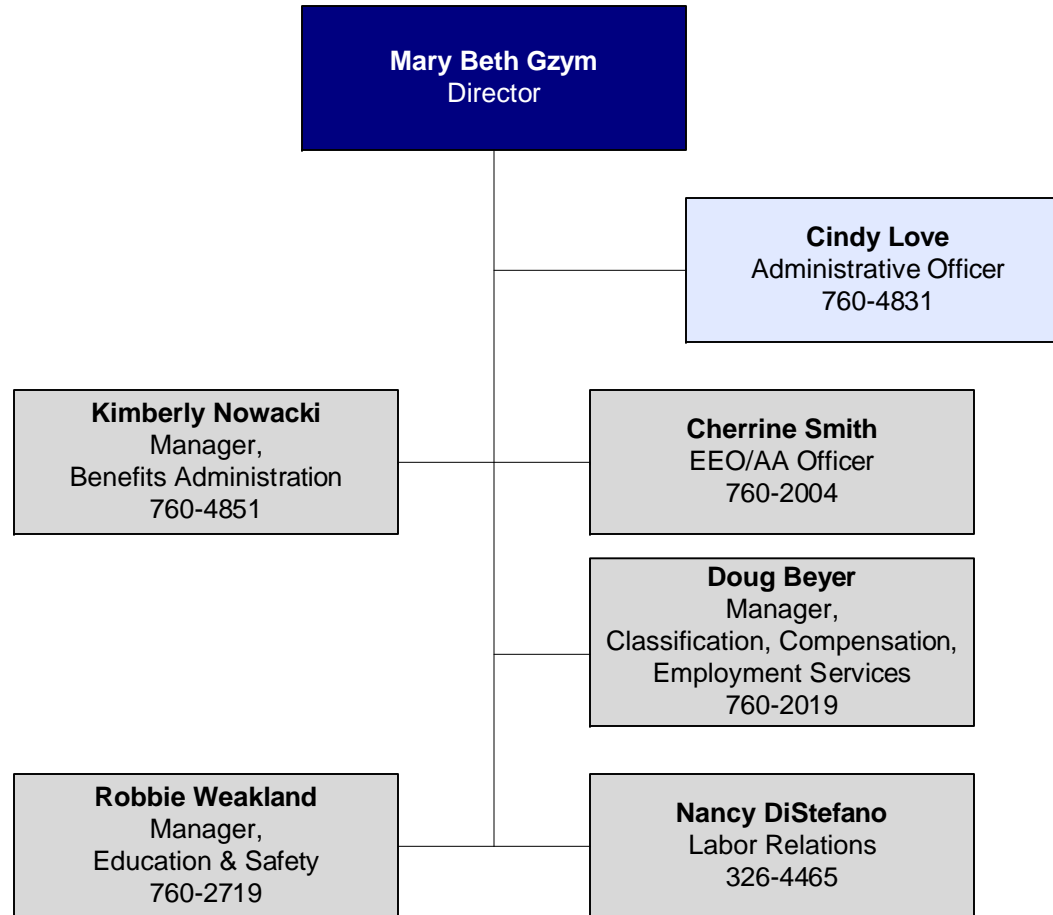 Mary Beth Gzym
Director
Cindy Love
Administrative Officer
760-4831
Kimberly Nowacki
Manager,
Benefits Administration
760-4851
Cherrine Smith
EEO/AA Officer
760-2004
Doug Beyer
Manager,
Classification, Compensation,
Employment Services
760-2019
Robbie Weakland
Manager,
Education & Safety
760-2719
Nancy DiStefano
Labor Relations
326-4465